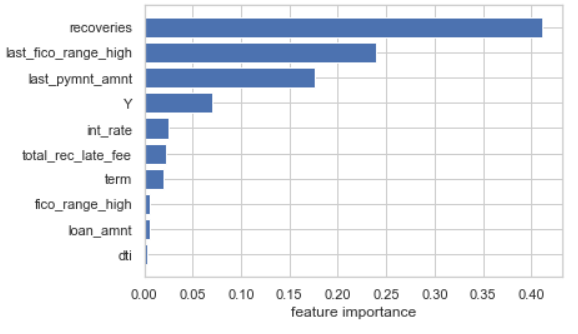 recoveries
last_fico_range_high
last_pymnt_amnt
Y
int_rate
total_rec_late_fee
term
fico_range_high
loan_amnt
dti
0.00 0.05 0.10 0.15 0.20 0.25 0.30 0.35 0.40
feature importance